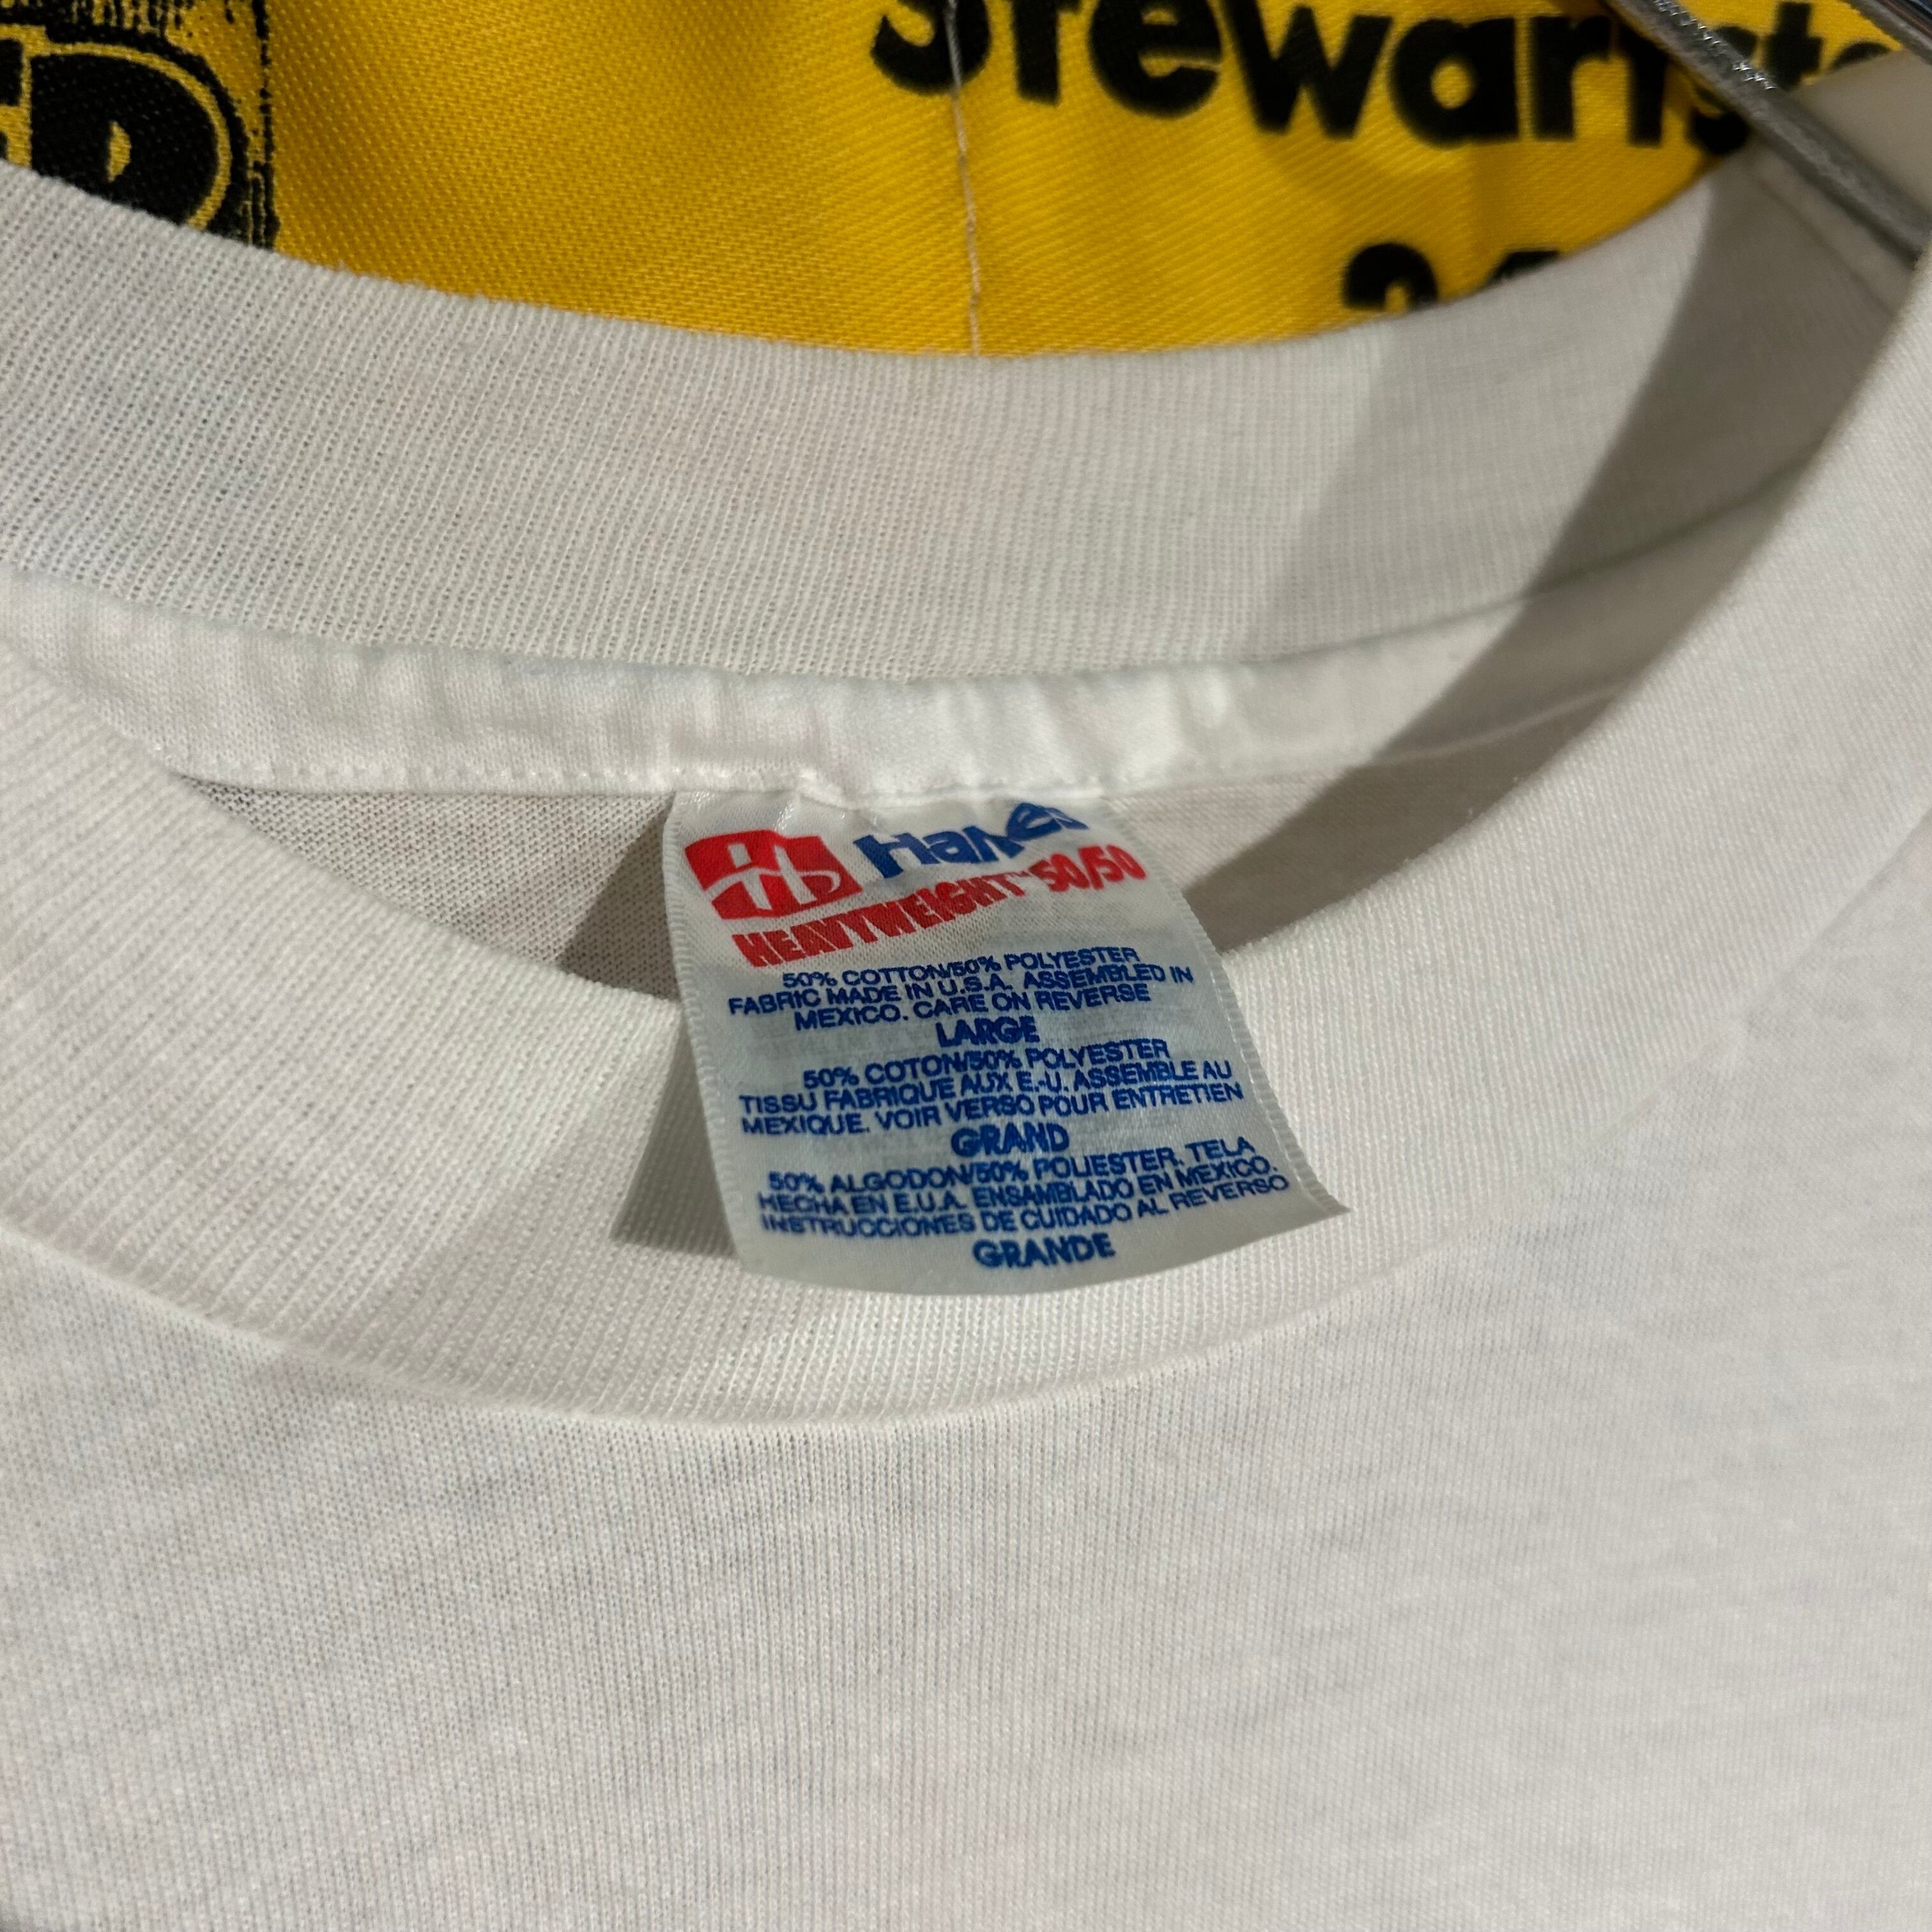 Hanes
HEAVYWEIGHT™ 50/50
50% COTTON/50% POLYESTER
FABRIC MADE IN U.S.A. ASSEMBLED IN
MEXICO. CARE ON REVERSE
LARGE
50% COTON/50% POLYESTER
TISSU FABRIQUE AUX E.-U. ASSEMBLE AU
MEXIQUE. VOIR VERSO POUR ENTRETIEN
GRAND
50% ALGODON/50% POLIESTER. TELA
HECHA EN E.U.A. ENSAMBLADO EN MEXICO.
INSTRUCCIONES DE CUIDADO AL REVERSO
GRANDE